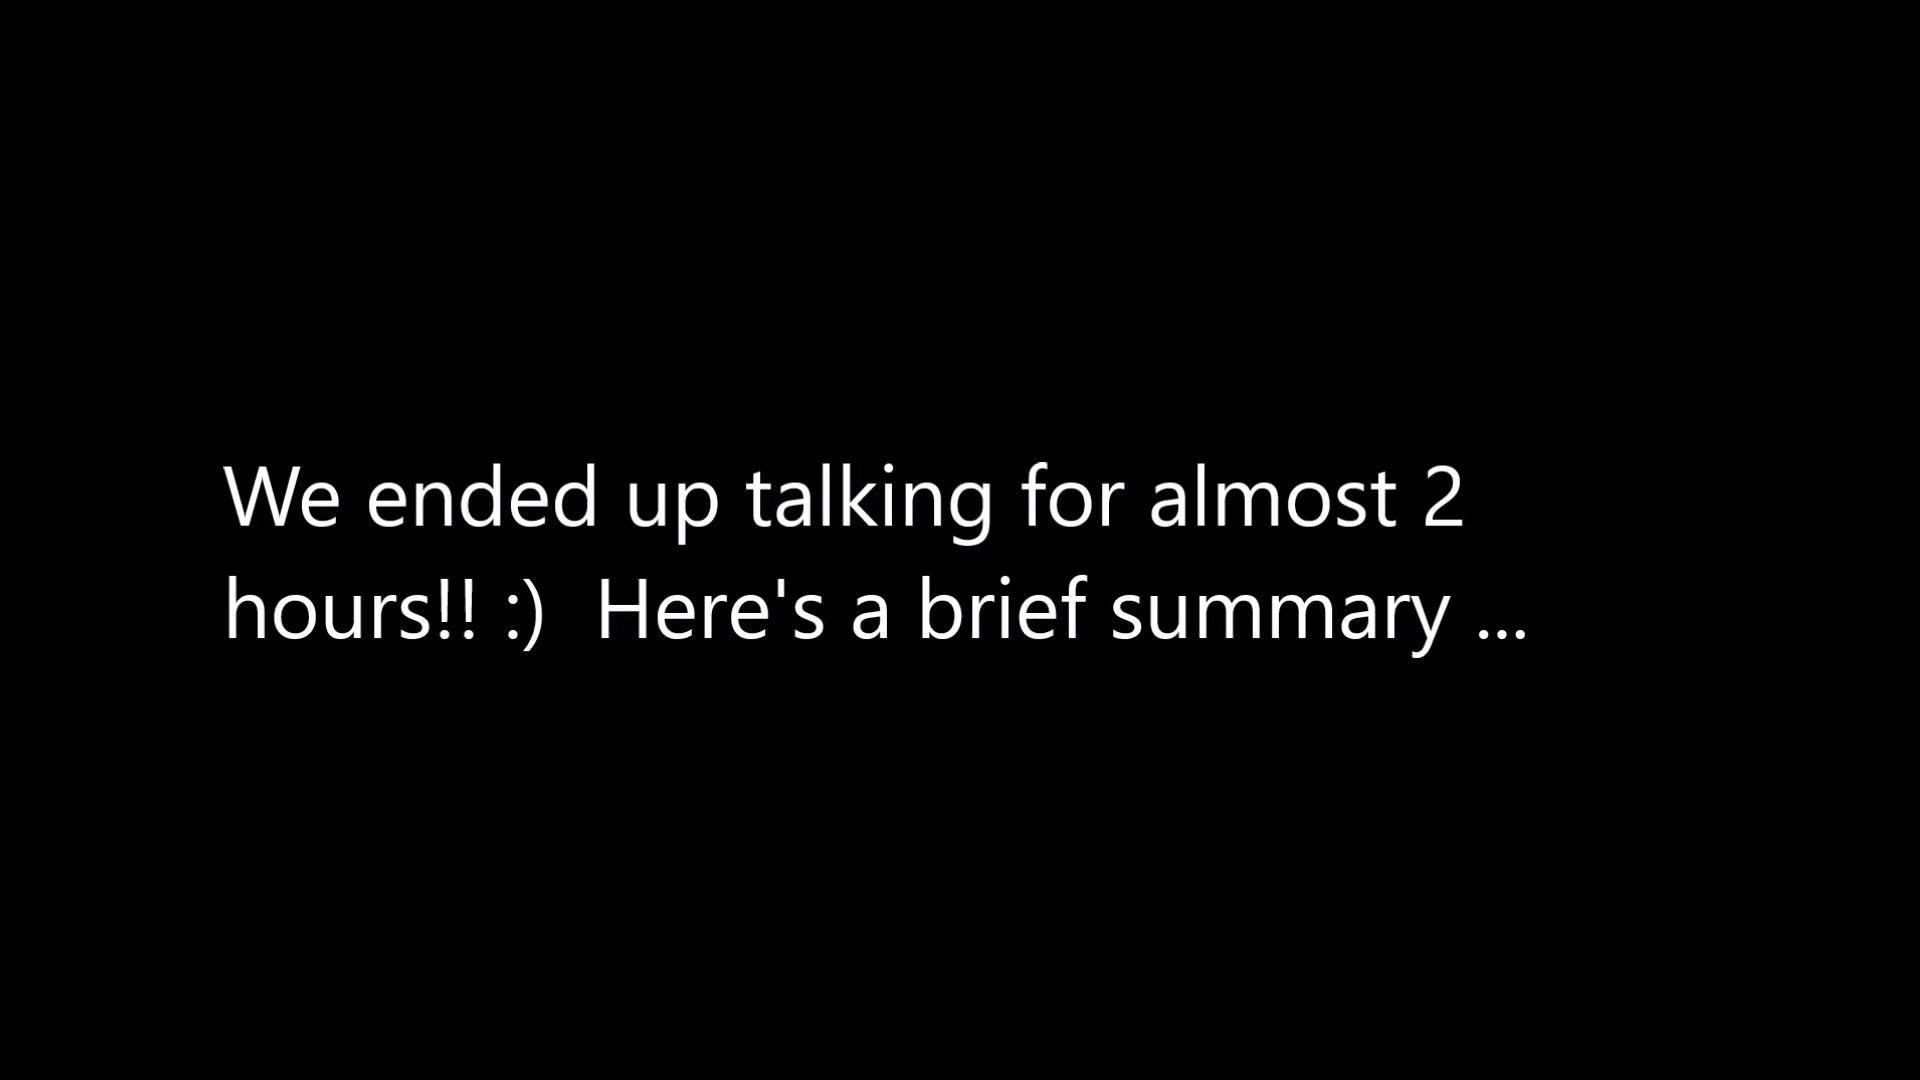 We ended up talking for almost 2
hours!! :)  Here's a brief summary ...